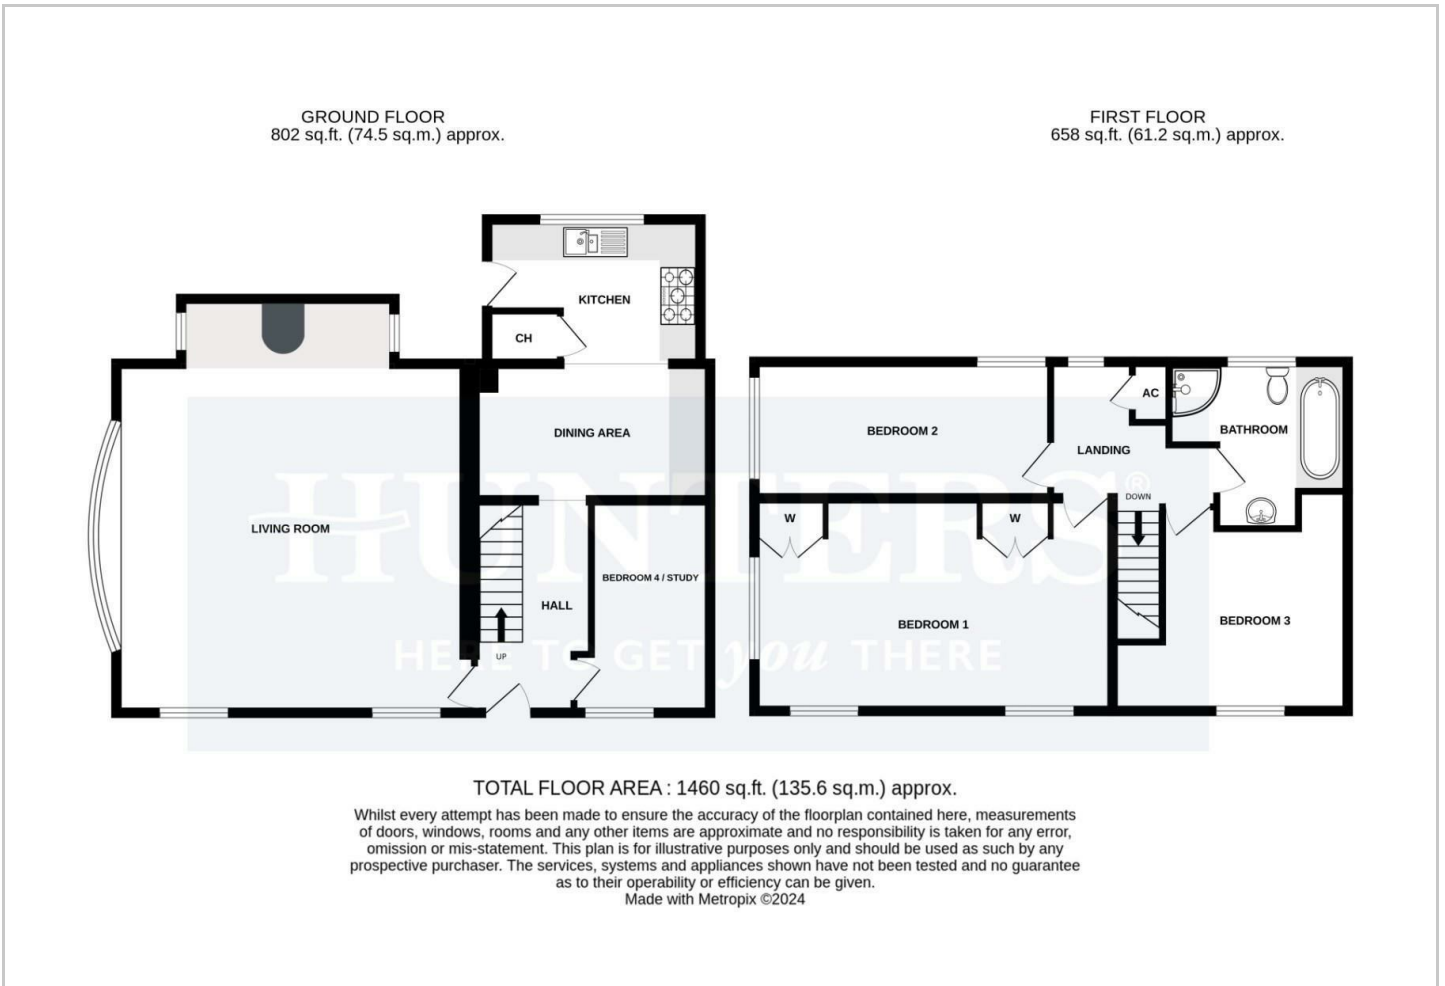 GROUND FLOOR
802 sq.ft. (74.5 sq.m.) approx.
FIRST FLOOR
658 sq.ft. (61.2 sq.m.) approx.
KITCHEN
CH
DINING AREA
LIVING ROOM
BEDROOM 4 / STUDY
HALL
UP
BEDROOM 2
AC
BATHROOM
LANDING
DOWN
W
W
BEDROOM 1
BEDROOM 3
HUNTERS®
HERE TO GET you THERE
TOTAL FLOOR AREA : 1460 sq.ft. (135.6 sq.m.) approx.
Whilst every attempt has been made to ensure the accuracy of the floorplan contained here, measurements
of doors, windows, rooms and any other items are approximate and no responsibility is taken for any error,
omission or mis-statement. This plan is for illustrative purposes only and should be used as such by any
prospective purchaser. The services, systems and appliances shown have not been tested and no guarantee
as to their operability or efficiency can be given.
Made with Metropix ©2024